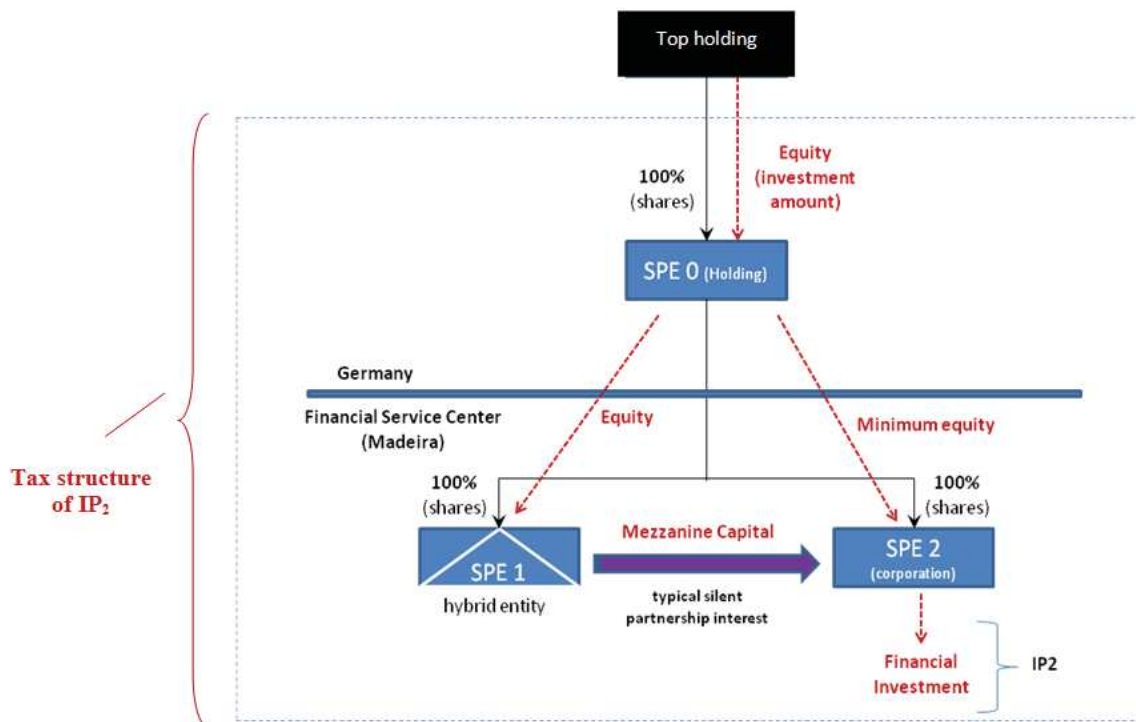 Top holding
Equity
(investment
amount)
100%
(shares)
SPE 0 (Holding)
Germany
Financial Service Center
(Madeira)
Equity
Minimum equity
Tax structure
of IP₂
100%
(shares)
100%
(shares)
Mezzanine Capital
SPE 1
SPE 2
(corporation)
hybrid entity
typical silent
partnership interest
Financial
Investment
IP2